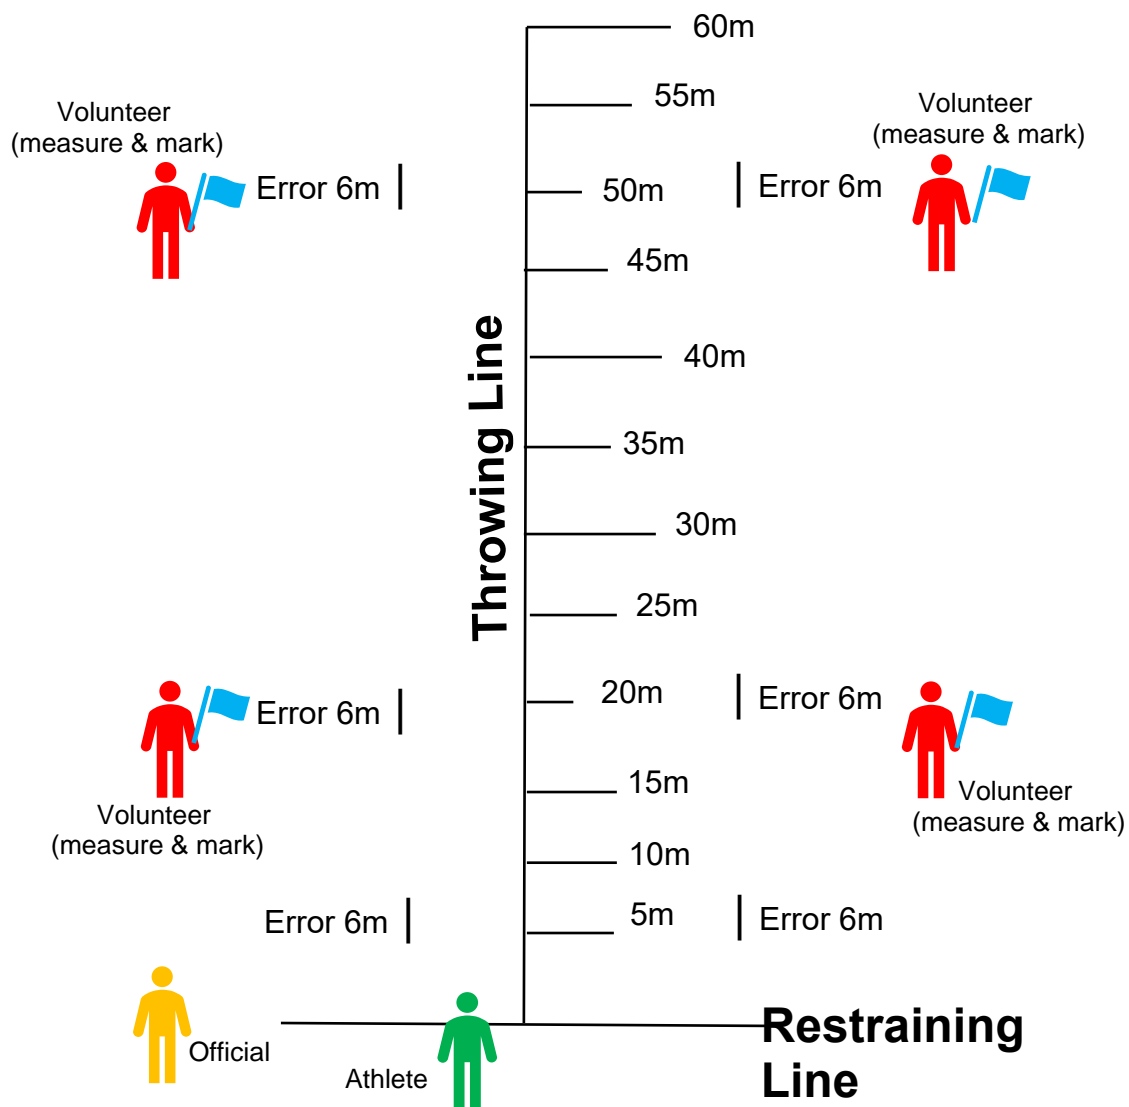 60m
55m
Volunteer
(measure & mark)
Volunteer
(measure & mark)
Error 6m
50m
Error 6m
45m
Throwing Line
40m
35m
30m
25m
Error 6m
20m
Error 6m
15m
Volunteer
(measure & mark)
Volunteer
(measure & mark)
10m
Error 6m
5m
Error 6m
Official
Athlete
Restraining
Line